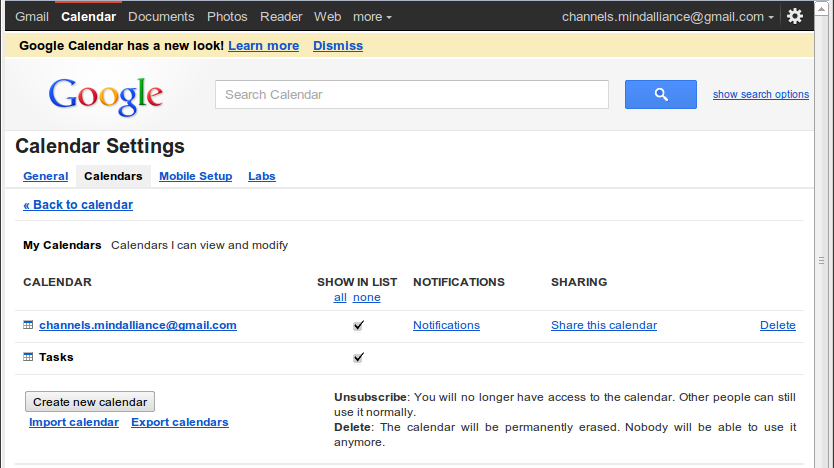 Gmail Calendar Documents Photos Reader Web more channels.mindalliance@gmail.com
Google Calendar has a new look! Learn more Dismiss
Google Search Calendar show search options
Calendar Settings
General Calendars Mobile Setup Labs
« Back to calendar
My Calendars Calendars I can view and modify
CALENDAR SHOW IN LIST NOTIFICATIONS SHARING
all none
channels.mindalliance@gmail.com Notifications Share this calendar Delete
Tasks
Create new calendar
Import calendar Export calendars
Unsubscribe: You will no longer have access to the calendar. Other people can still
use it normally.
Delete: The calendar will be permanently erased. Nobody will be able to use it
anymore.